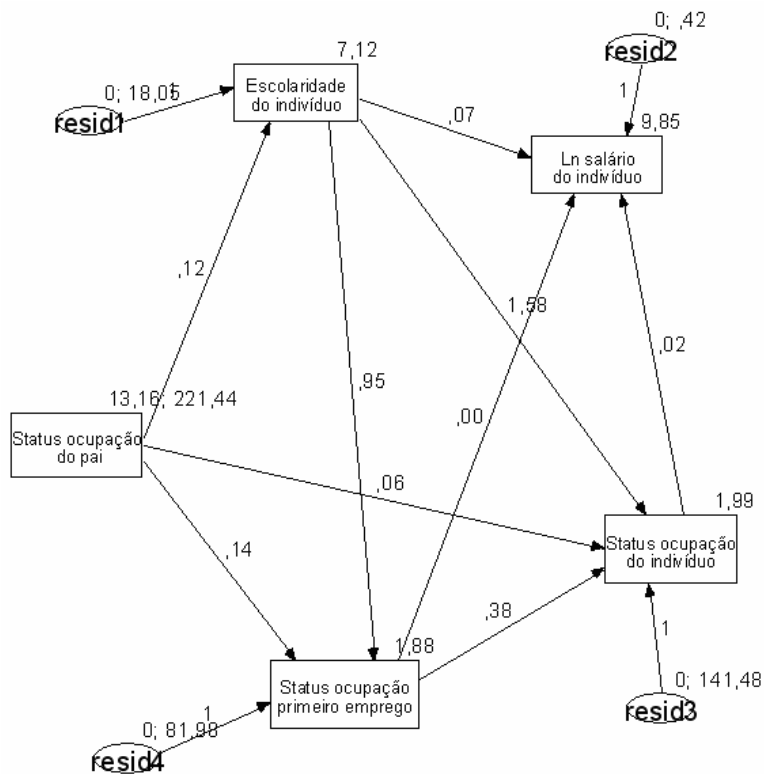 0; ,42
resid2
7,12
Escolaridade
do indivíduo
0; 18,05
1
resid1
1
9,85
,07
Ln salário
do indivíduo
,12
1,58
,02
,95
,00
13,16; 221,44
Status ocupação
do pai
,06
1,99
Status ocupação
do indivíduo
,14
,38
1
1,88
Status ocupação
primeiro emprego
0; 141,48
resid3
1
0; 81,98
resid4